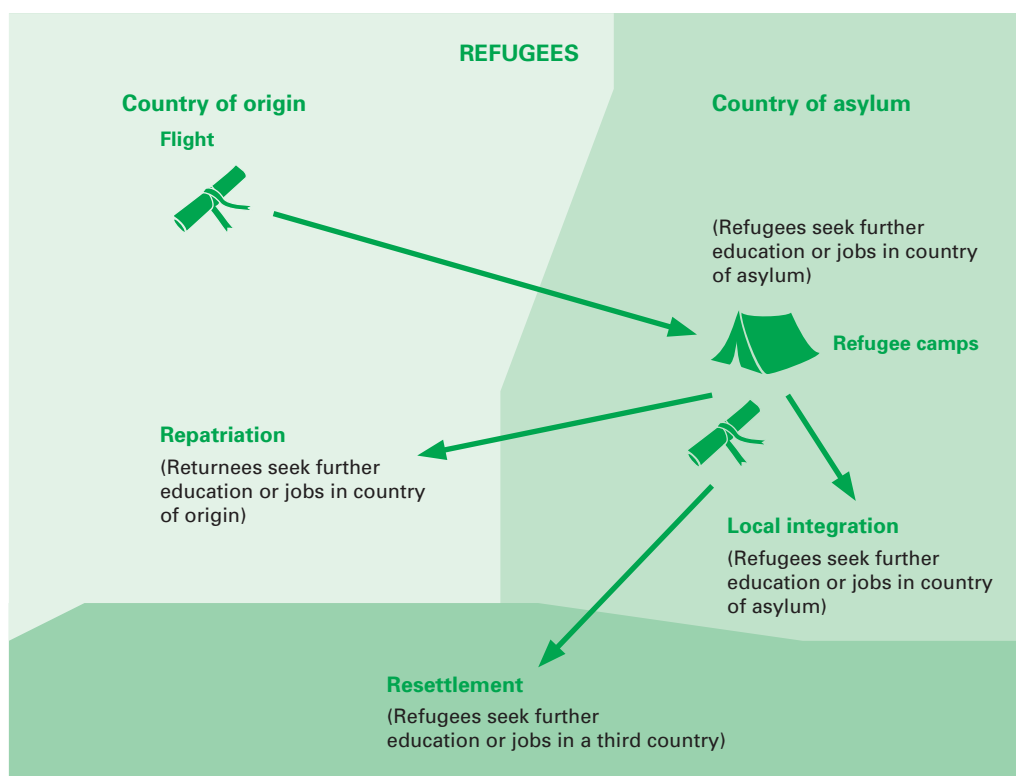 REFUGEES
Country of origin
Flight
Country of asylum
(Refugees seek further
education or jobs in country
of asylum)
Refugee camps
Repatriation
(Returnees seek further
education or jobs in country
of origin)
Local integration
(Refugees seek further
education or jobs in country
of asylum)
Resettlement
(Refugees seek further
education or jobs in a third country)